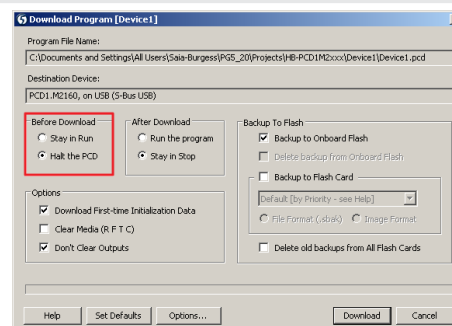 Download Program [Device1]
Program File Name:
C:\Documents and Settings\All Users\Saia-Burgess\PG5_20\Projects\HB-PCD1M2xxx\Device1\Device1.pcd
Destination Device:
PCD1.M2160, on USB (S-Bus USB)
Before Download
Stay in Run
Halt the PCD
After Download
Run the program
Stay in Stop
Options
Download First-time Initialization Data
Clear Media (R F T C)
Don't Clear Outputs
Backup To Flash
Backup to Onboard Flash
Delete backup from Onboard Flash
Backup to Flash Card
Default [by Priority - see Help]
File Format (.sbak) Image Format
Delete old backups from All Flash Cards
Help Set Defaults Options... Download Cancel